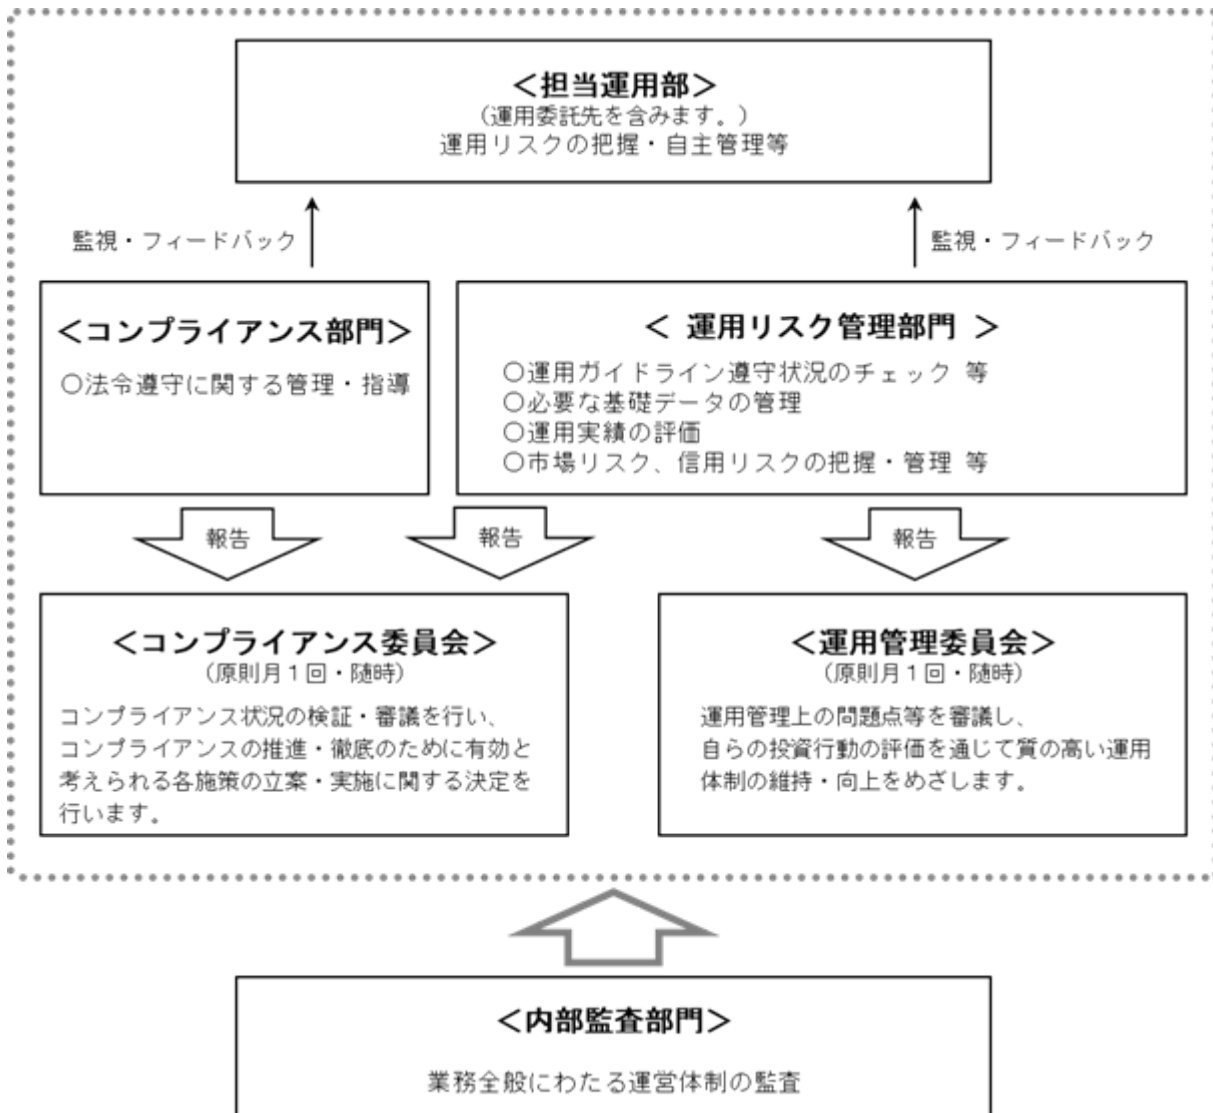 ＜担当運用部＞
（運用委託先を含みます。）
運用リスクの把握・自主管理等
監視・フィードバック
監視・フィードバック
＜コンプライアンス部門＞
○法令遵守に関する管理・指導
＜ 運用リスク管理部門 ＞
○運用ガイドライン遵守状況のチェック 等
○必要な基礎データの管理
○運用実績の評価
○市場リスク、信用リスクの把握・管理 等
報告
報告
報告
＜コンプライアンス委員会＞
（原則月１回・随時）
コンプライアンス状況の検証・審議を行い、
コンプライアンスの推進・徹底のために有効と
考えられる各施策の立案・実施に関する決定を
行います。
＜運用管理委員会＞
（原則月１回・随時）
運用管理上の問題点等を審議し、
自らの投資行動の評価を通じて質の高い運用
体制の維持・向上をめざします。
＜内部監査部門＞
業務全般にわたる運営体制の監査